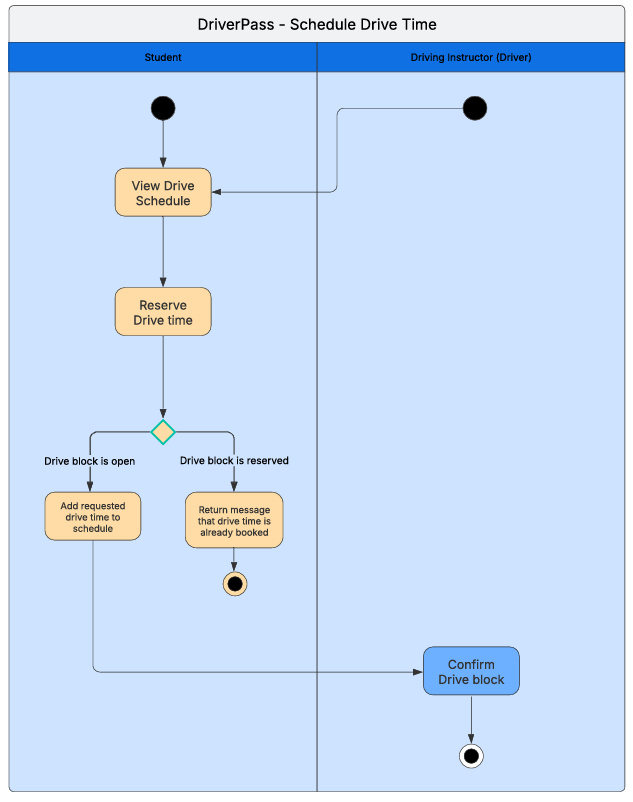 DriverPass - Schedule Drive Time
Student
Driving Instructor (Driver)
View Drive
Schedule
Reserve
Drive time
Drive block is open
Drive block is reserved
Add requested
drive time to
schedule
Return message
that drive time is
already booked
Confirm
Drive block